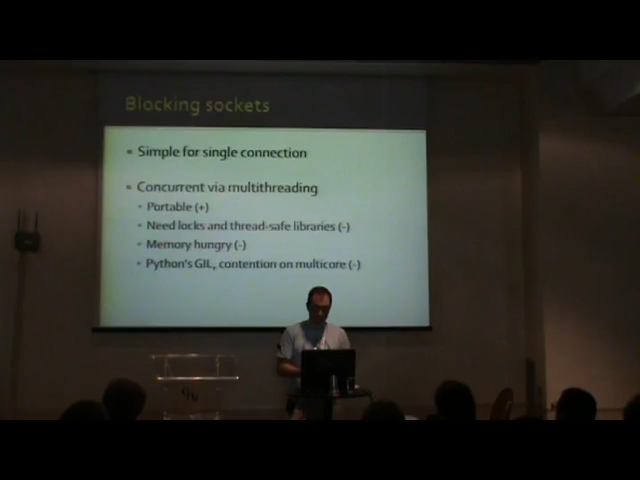 Blocking sockets
Simple for single connection
Concurrent via multithreading
Portable (+)
Need locks and thread-safe libraries (-)
Memory hungry (-)
Python's GIL, contention on multicore (-)